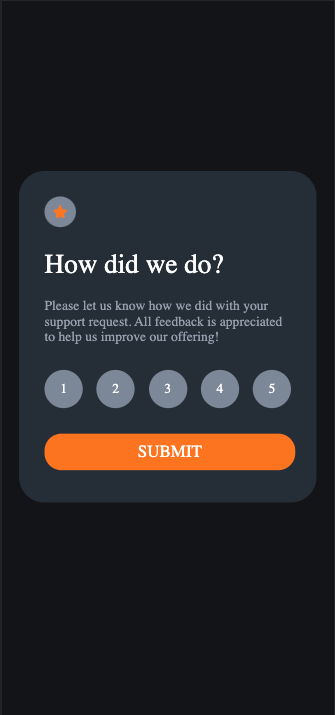 How did we do?
Please let us know how we did with your
support request. All feedback is appreciated
to help us improve our offering!
1 2 3 4 5
SUBMIT